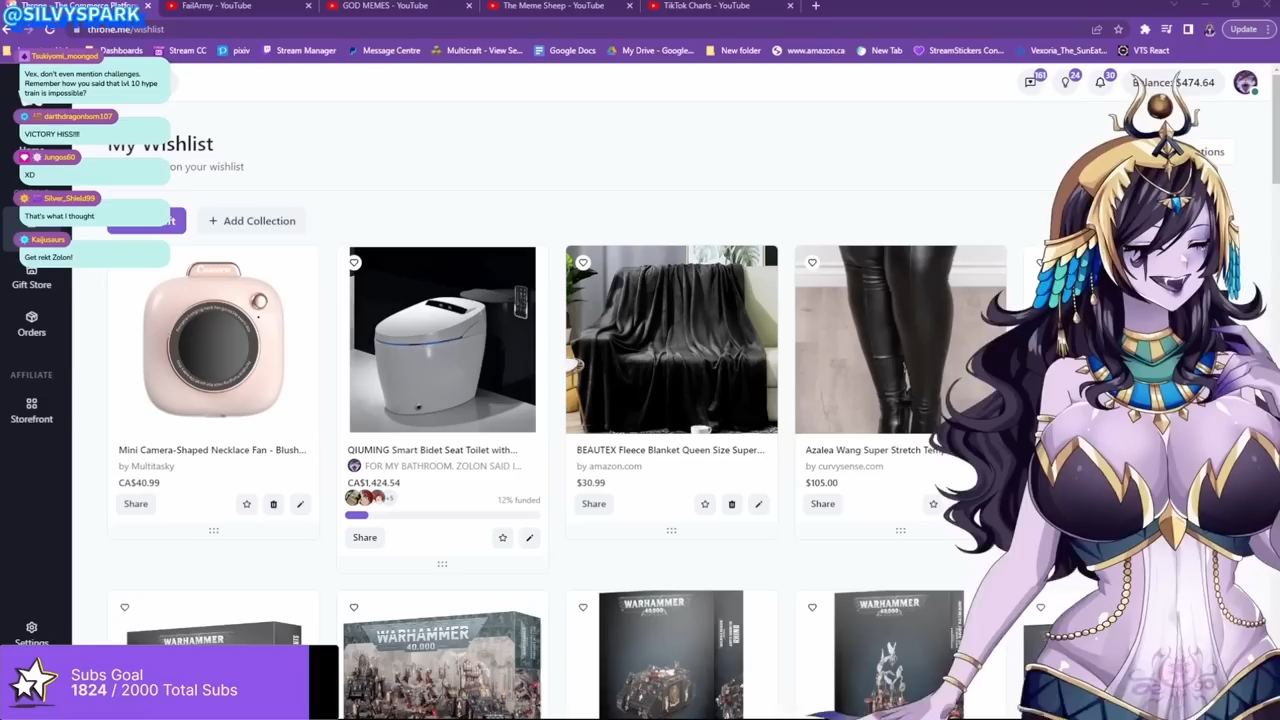 Throne - The Commerce Platfo
FailArmy - YouTube
GOD MEMES - YouTube
The Meme Sheep - YouTube
TikTok Charts - YouTube
@SILVYSPARK
throne.me/wishlist
Update
Dashboards
Stream CC
pixiv
Stream Manager
Message Centre
Multicraft - View Se...
Google Docs
My Drive - Google...
New folder
www.amazon.ca
New Tab
StreamStickers Con...
Vexoria_The_SunEat...
VTS React
Tsukiyomi_moongod
Vex, don't even mention challenges.
Remember how you said that lvl 10 hype
train is impossible?
darthdragonborn107
VICTORY HISS!!!!
Jungos60
XD
Silver_Shield99
That's what I thought
Kaijusaurs
Get rekt Zolon!
161
24
30
Balance: $474.64
My Wishlist
on your wishlist
+ Add Collection
Gift Store
Orders
AFFILIATE
Storefront
Settings
Mini Camera-Shaped Necklace Fan - Blush...
by Multitasky
CA$40.99
Share
QIUMING Smart Bidet Seat Toilet with...
FOR MY BATHROOM. ZOLON SAID I...
CA$1,424.54
+5
12% funded
Share
BEAUTEX Fleece Blanket Queen Size Super...
by amazon.com
$30.99
Share
Azalea Wang Super Stretch Tem
by curvysense.com
$105.00
Share
WARHAMMER
40,000
WARHAMMER
40,000
WARHAMMER
40,000
WARHAMMER
40,000
Subs Goal
1824 / 2000 Total Subs